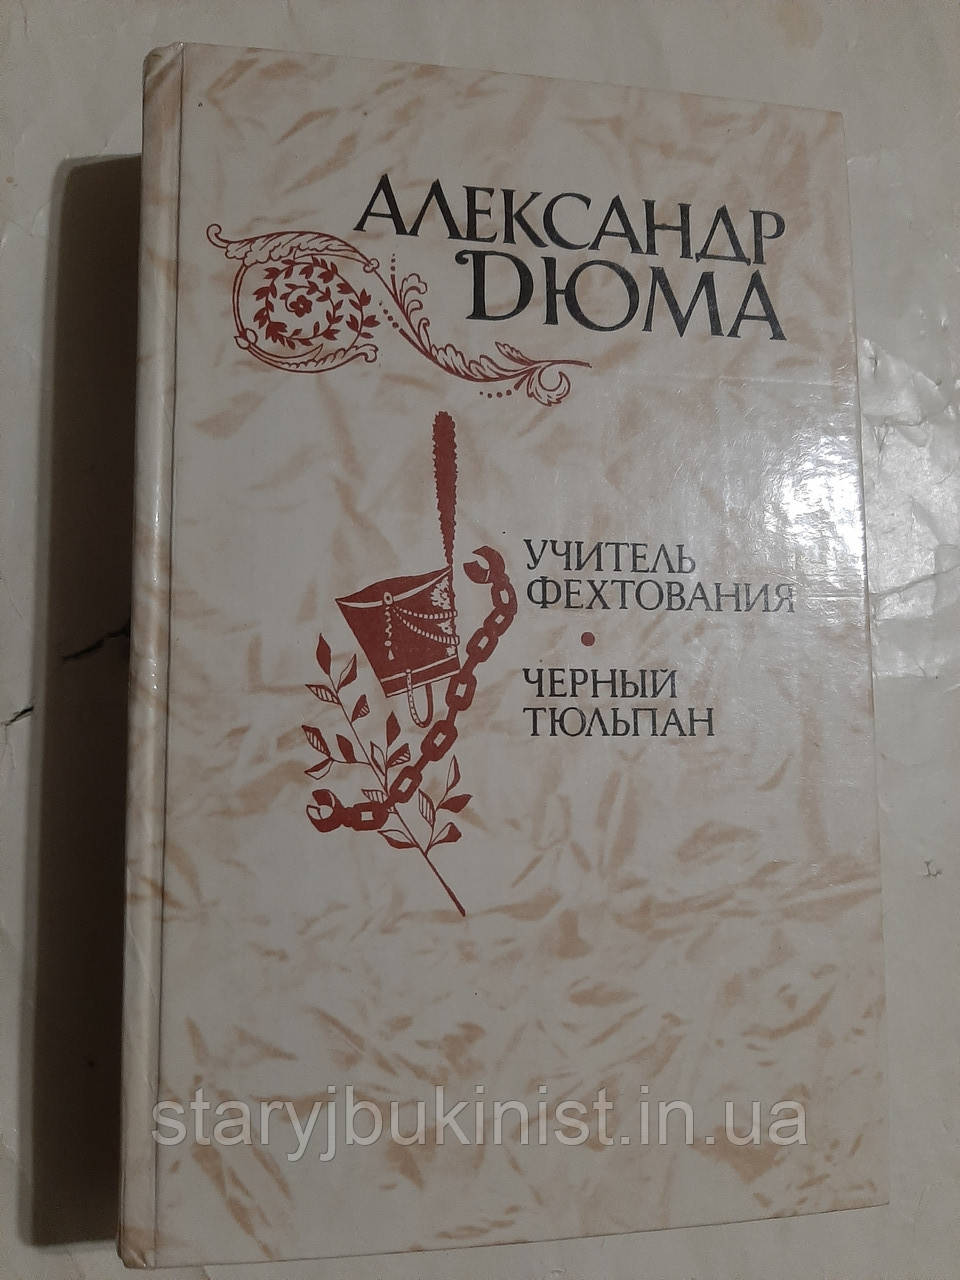 АЛЕКСАНДР
ДЮМА
УЧИТЕЛЬ
ФЕХТОВАНИЯ
•
ЧЕРНЫЙ
ТЮЛЬПАН
staryjbukinist.in.ua